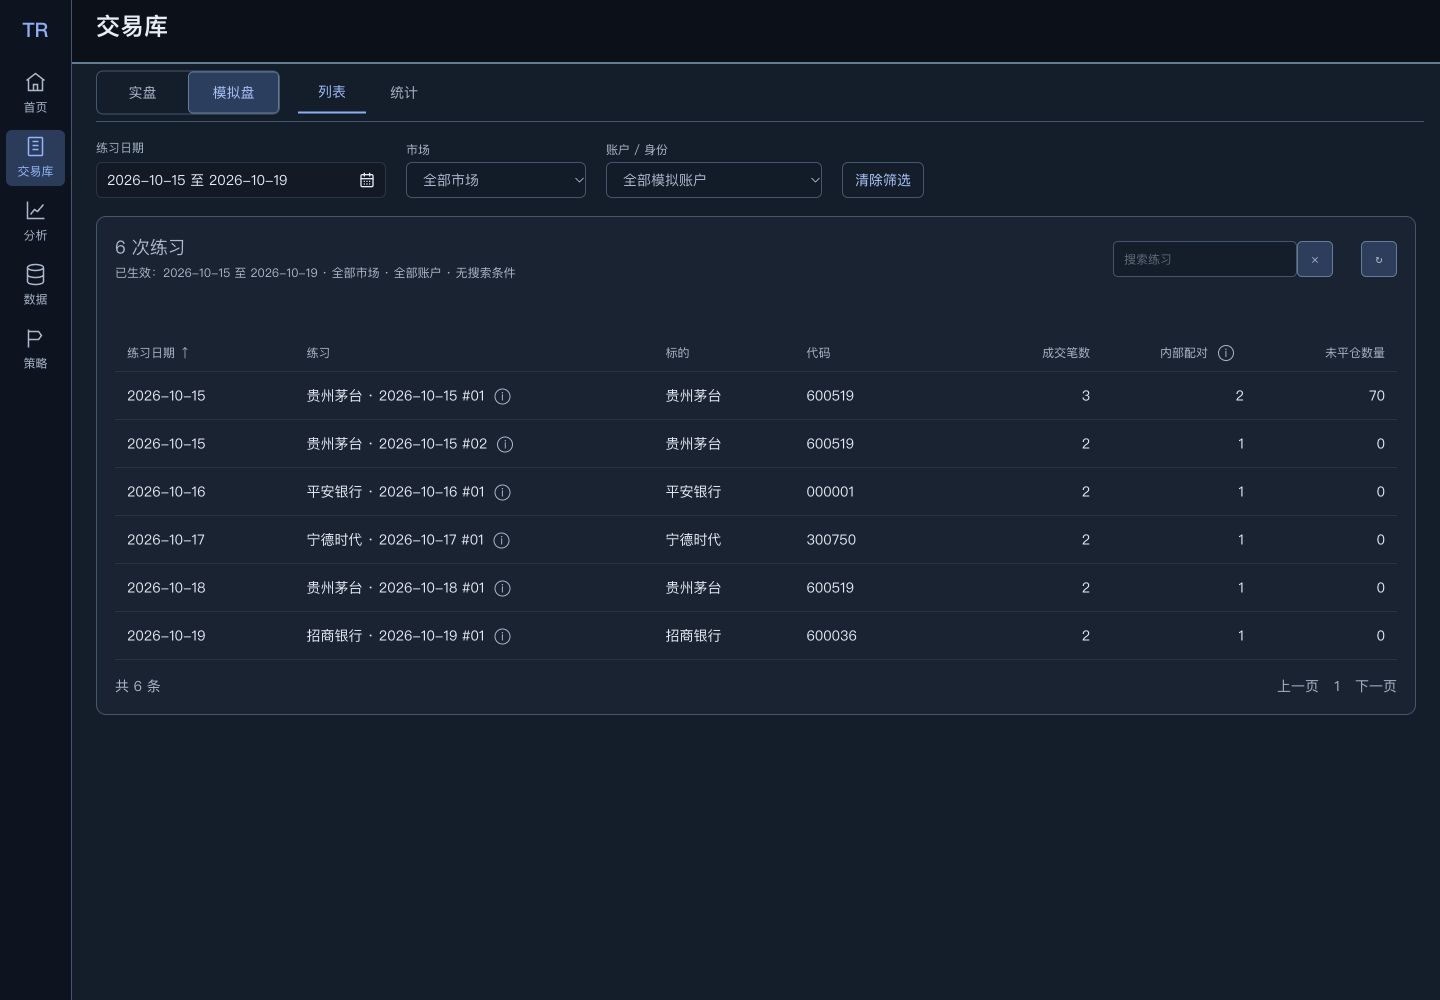 TR
首页
交易库
分析
数据
策略
交易库
实盘 模拟盘 列表 统计
练习日期 市场 账户 / 身份
2026-10-15 至 2026-10-19 全部市场 全部模拟账户 清除筛选
6 次练习
已生效：2026-10-15 至 2026-10-19 · 全部市场 · 全部账户 · 无搜索条件
搜索练习 × ↻
练习日期 ↑ 练习 标的 代码 成交笔数 内部配对 ⓘ 未平仓数量
2026-10-15 贵州茅台 · 2026-10-15 #01 ⓘ 贵州茅台 600519 3 2 70
2026-10-15 贵州茅台 · 2026-10-15 #02 ⓘ 贵州茅台 600519 2 1 0
2026-10-16 平安银行 · 2026-10-16 #01 ⓘ 平安银行 000001 2 1 0
2026-10-17 宁德时代 · 2026-10-17 #01 ⓘ 宁德时代 300750 2 1 0
2026-10-18 贵州茅台 · 2026-10-18 #01 ⓘ 贵州茅台 600519 2 1 0
2026-10-19 招商银行 · 2026-10-19 #01 ⓘ 招商银行 600036 2 1 0
共 6 条 上一页 1 下一页